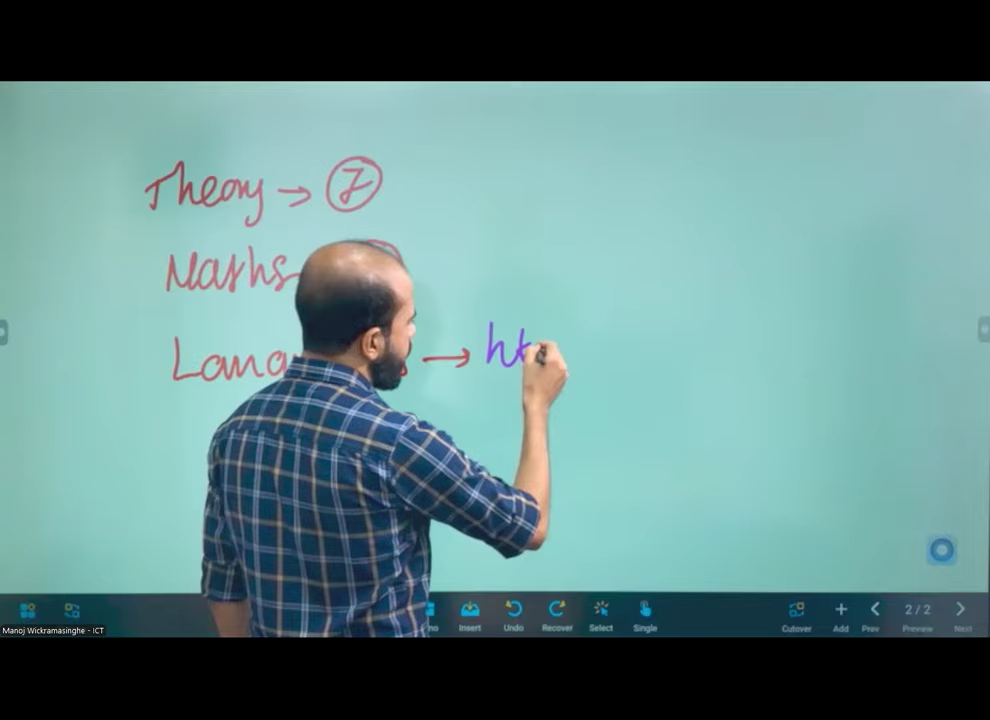 Theory → 7
Maths
→ ht
Insert Undo Recover Select Single Cutover Add Prev 2 / 2 Preview Next
Manoj Wickramasinghe - ICT